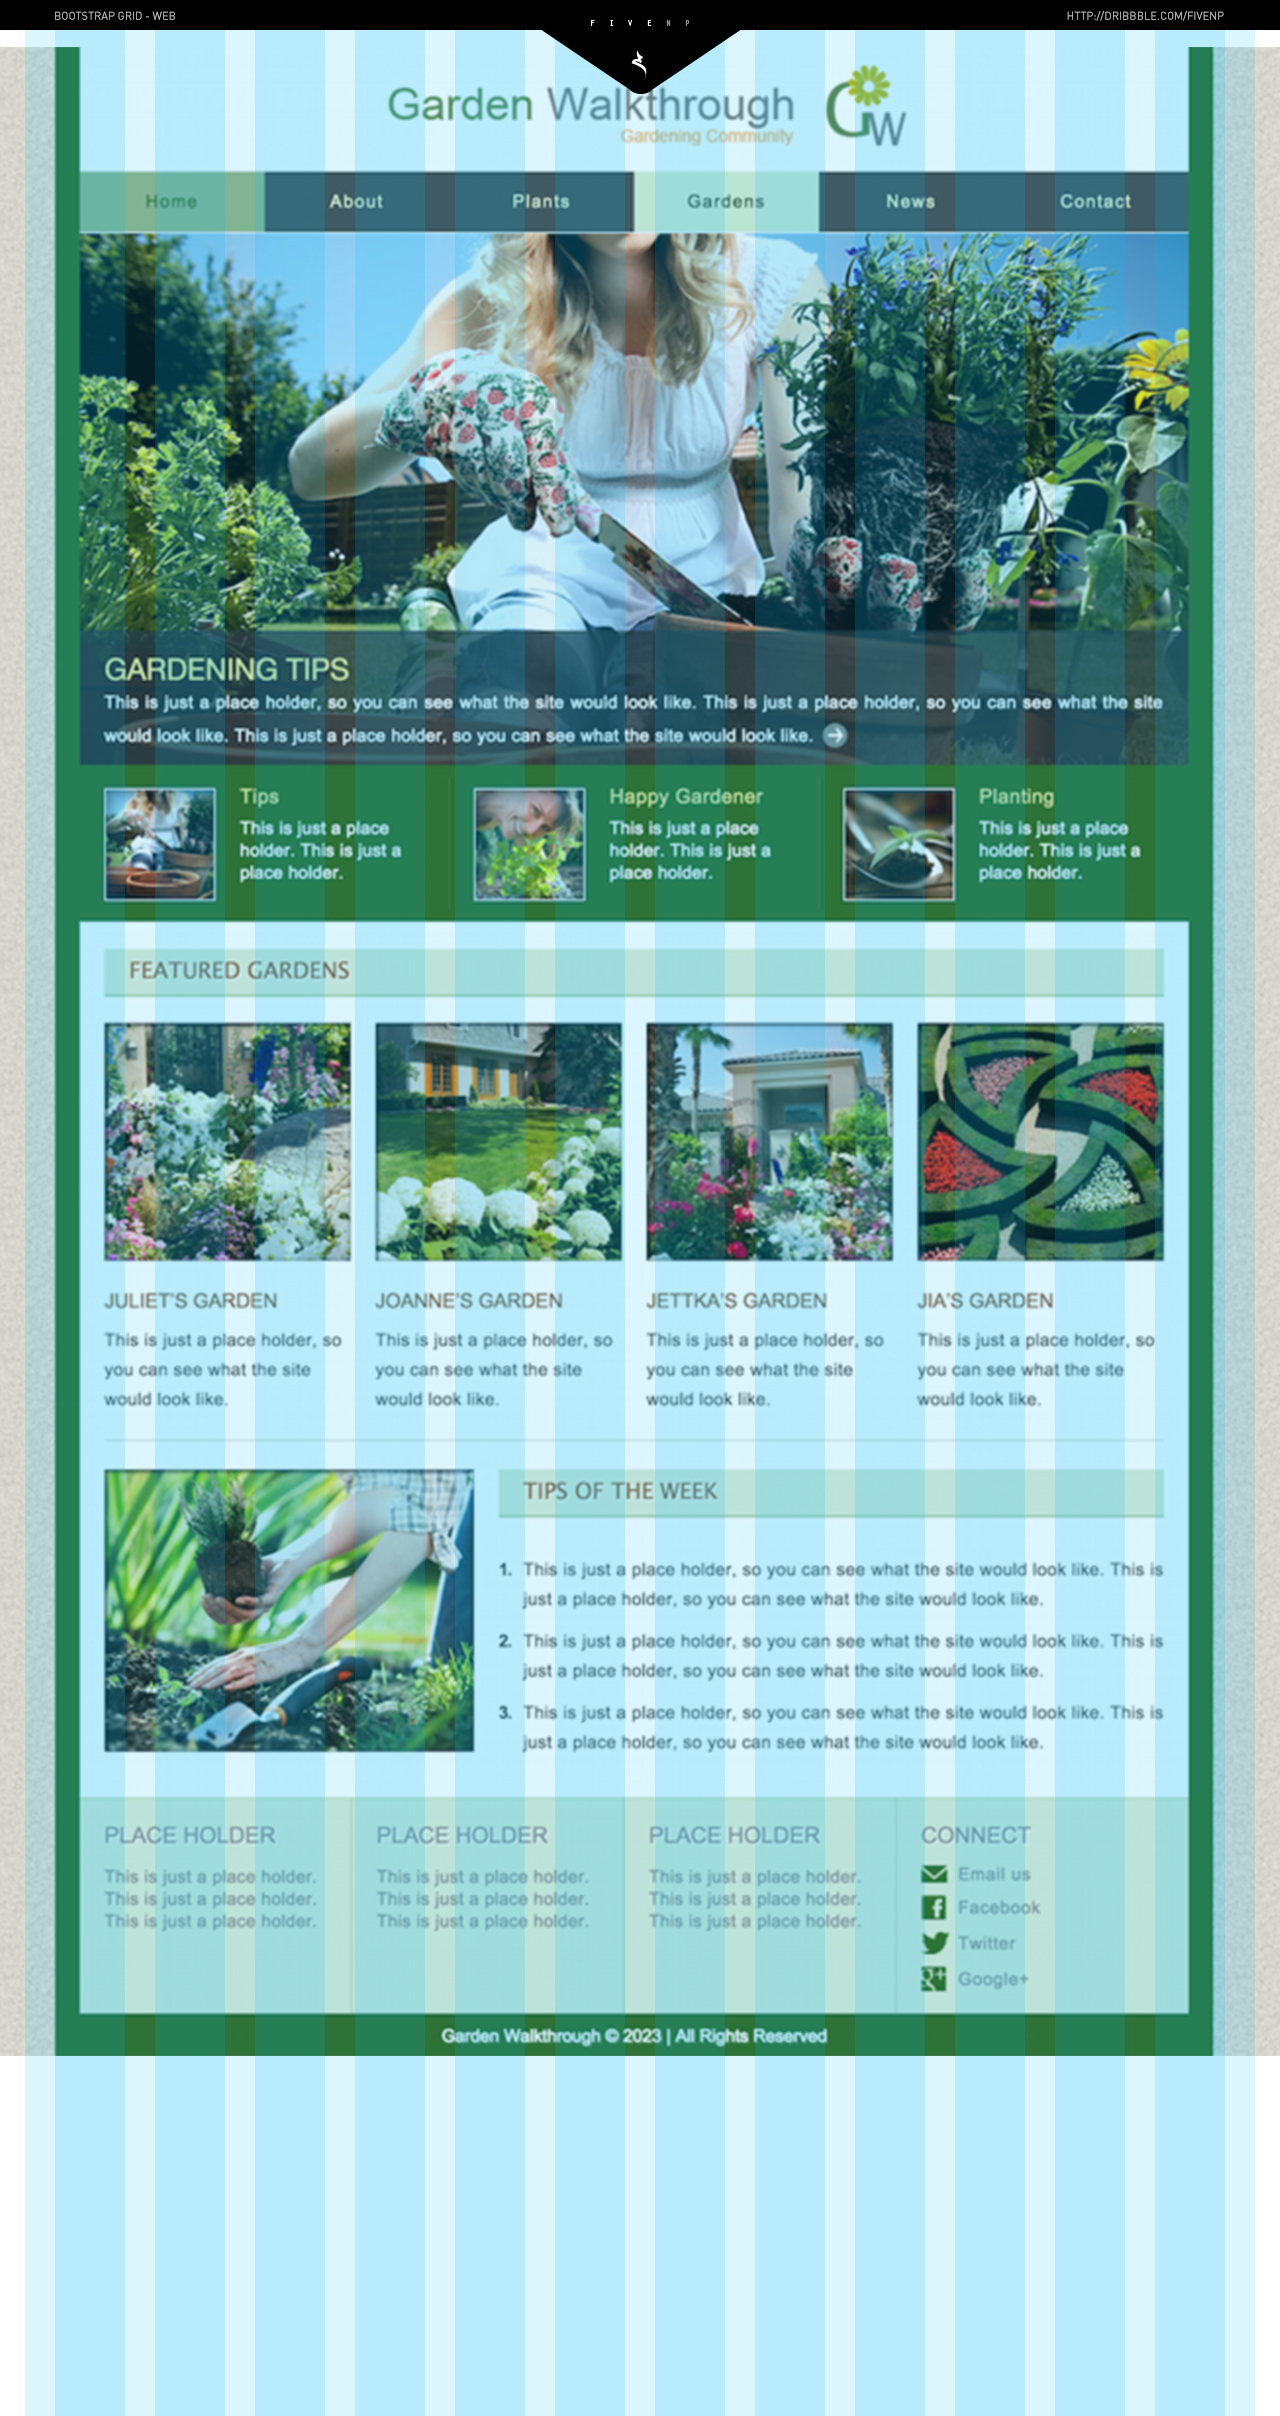 BOOTSTRAP GRID - WEB
FIVENP
HTTP://DRIBBBLE.COM/FIVENP
Garden Walkthrough
Gardening Community
GW
Home About Plants Gardens News Contact
GARDENING TIPS
This is just a place holder, so you can see what the site would look like. This is just a place holder, so you can see what the site
would look like. This is just a place holder, so you can see what the site would look like.
Tips
This is just a place
holder. This is just a
place holder.
Happy Gardener
This is just a place
holder. This is just a
place holder.
Planting
This is just a place
holder. This is just a
place holder.
FEATURED GARDENS
JULIET'S GARDEN
This is just a place holder, so
you can see what the site
would look like.
JOANNE'S GARDEN
This is just a place holder, so
you can see what the site
would look like.
JETTKA'S GARDEN
This is just a place holder, so
you can see what the site
would look like.
JIA'S GARDEN
This is just a place holder, so
you can see what the site
would look like.
TIPS OF THE WEEK
1. This is just a place holder, so you can see what the site would look like. This is
just a place holder, so you can see what the site would look like.
2. This is just a place holder, so you can see what the site would look like. This is
just a place holder, so you can see what the site would look like.
3. This is just a place holder, so you can see what the site would look like. This is
just a place holder, so you can see what the site would look like.
PLACE HOLDER
This is just a place holder.
This is just a place holder.
This is just a place holder.
PLACE HOLDER
This is just a place holder.
This is just a place holder.
This is just a place holder.
PLACE HOLDER
This is just a place holder.
This is just a place holder.
This is just a place holder.
CONNECT
Email us
Facebook
Twitter
Google+
Garden Walkthrough © 2023 | All Rights Reserved